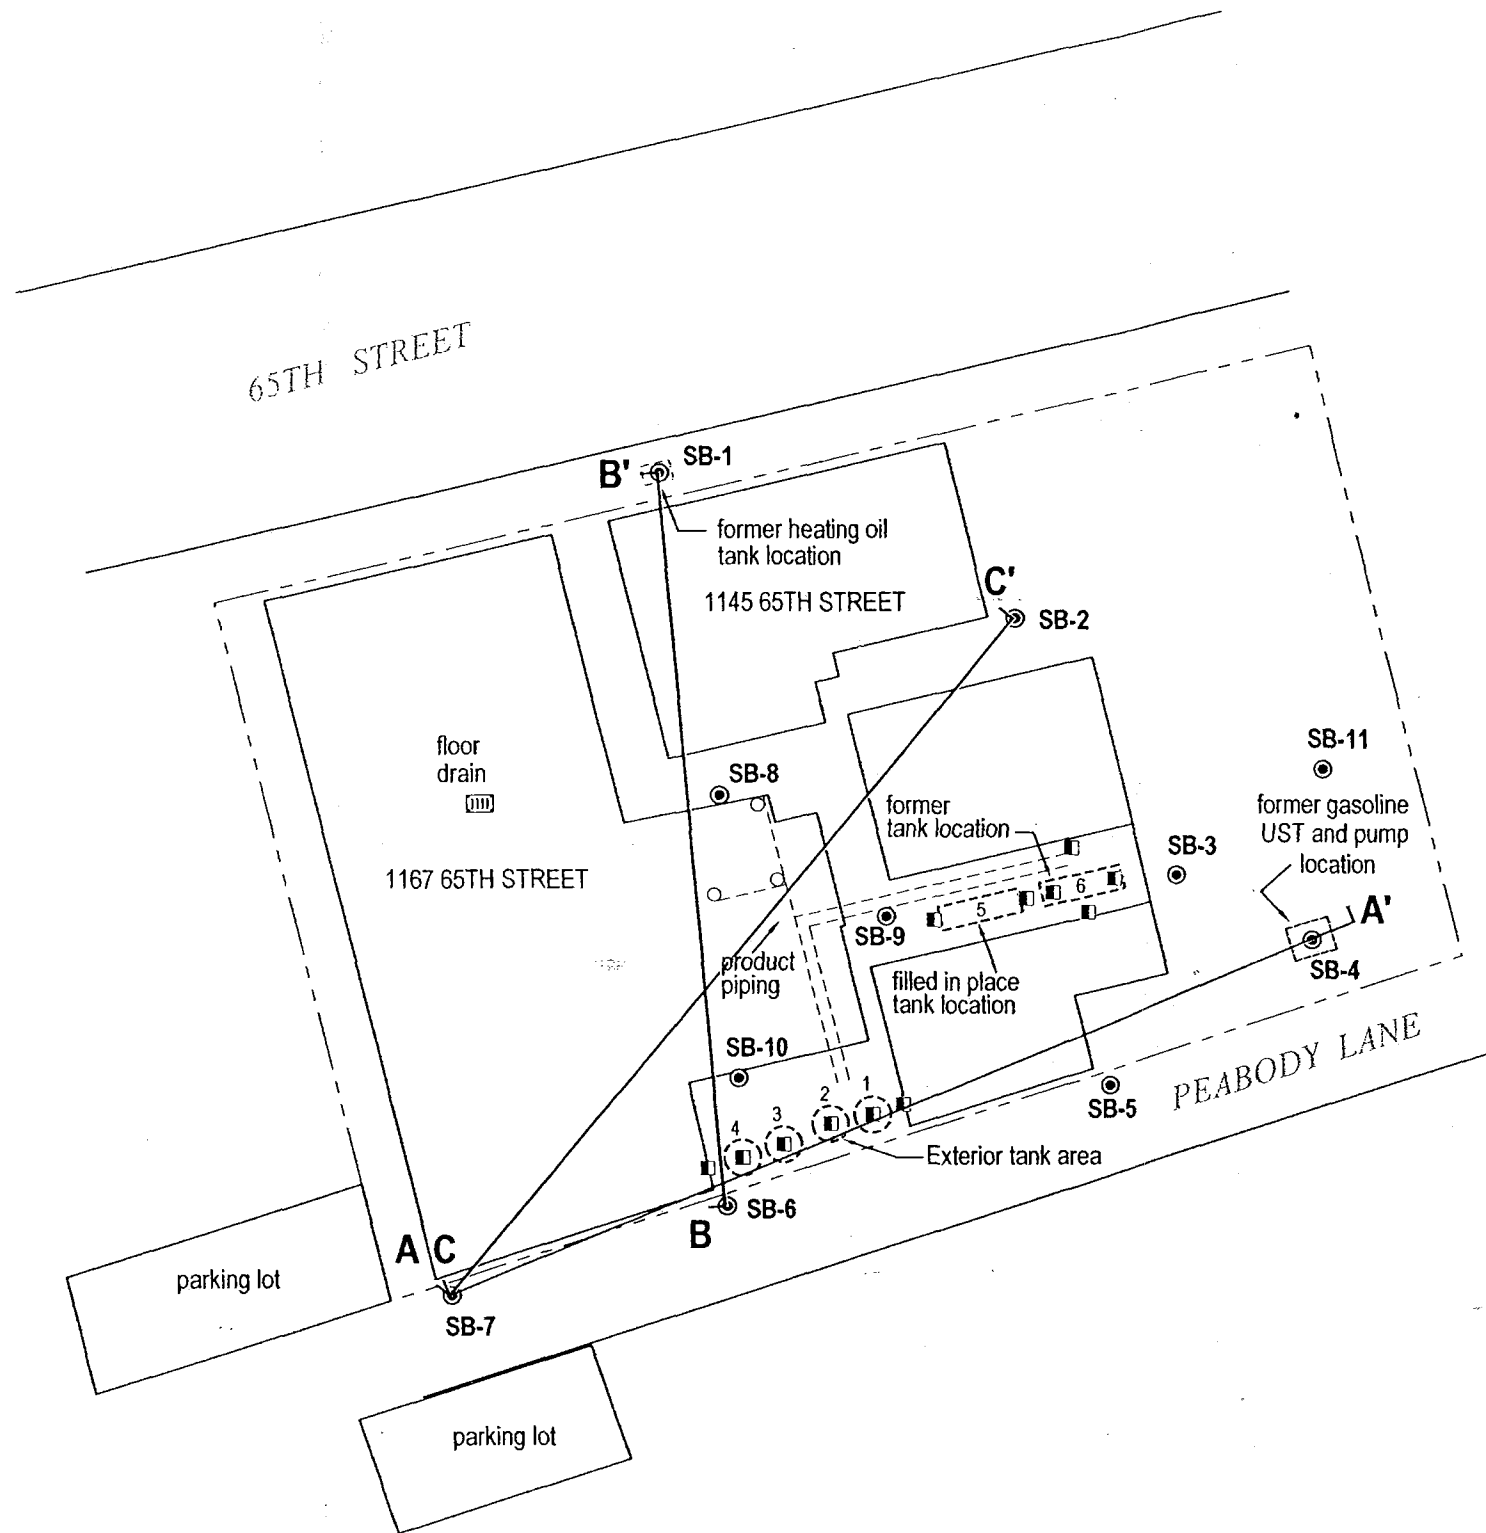 65TH STREET
B'
SB-1
former heating oil
tank location
1145 65TH STREET
C'
SB-2
floor
drain
SB-8
SB-11
former
tank location
former gasoline
UST and pump
location
SB-3
1167 65TH STREET
6
5
A'
SB-9
SB-4
product
piping
filled in place
tank location
SB-10
PEABODY LANE
1
2
3
4
SB-5
Exterior tank area
B
SB-6
A C
parking lot
SB-7
parking lot